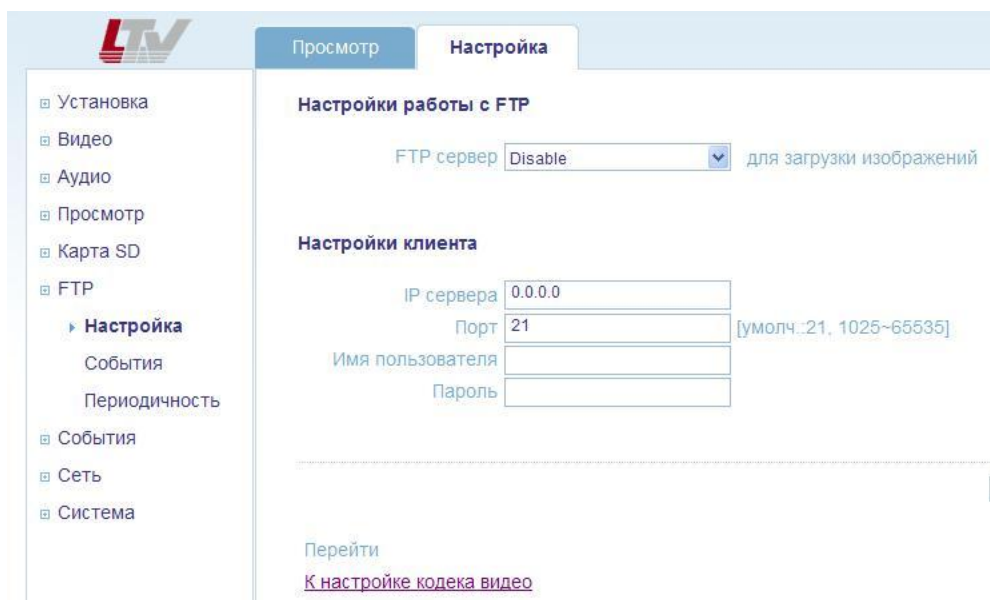 LTV
Просмотр Настройка
Установка
Видео
Аудио
Просмотр
Карта SD
FTP
Настройка
События
Периодичность
События
Сеть
Система
Настройки работы с FTP
FTP сервер Disable для загрузки изображений
Настройки клиента
IP сервера 0.0.0.0
Порт 21 [умолч.:21, 1025~65535]
Имя пользователя
Пароль
Перейти
К настройке кодека видео